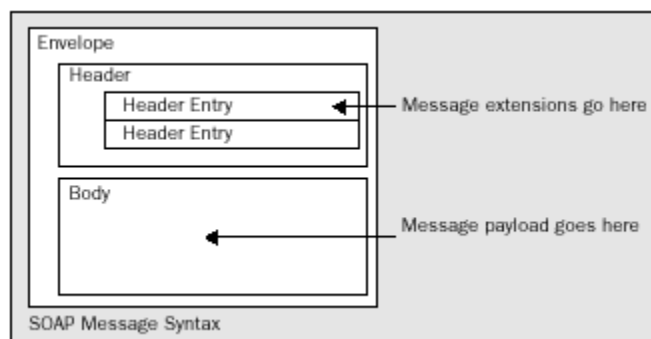 Envelope
Header
Header Entry
Message extensions go here
Header Entry
Body
Message payload goes here
SOAP Message Syntax